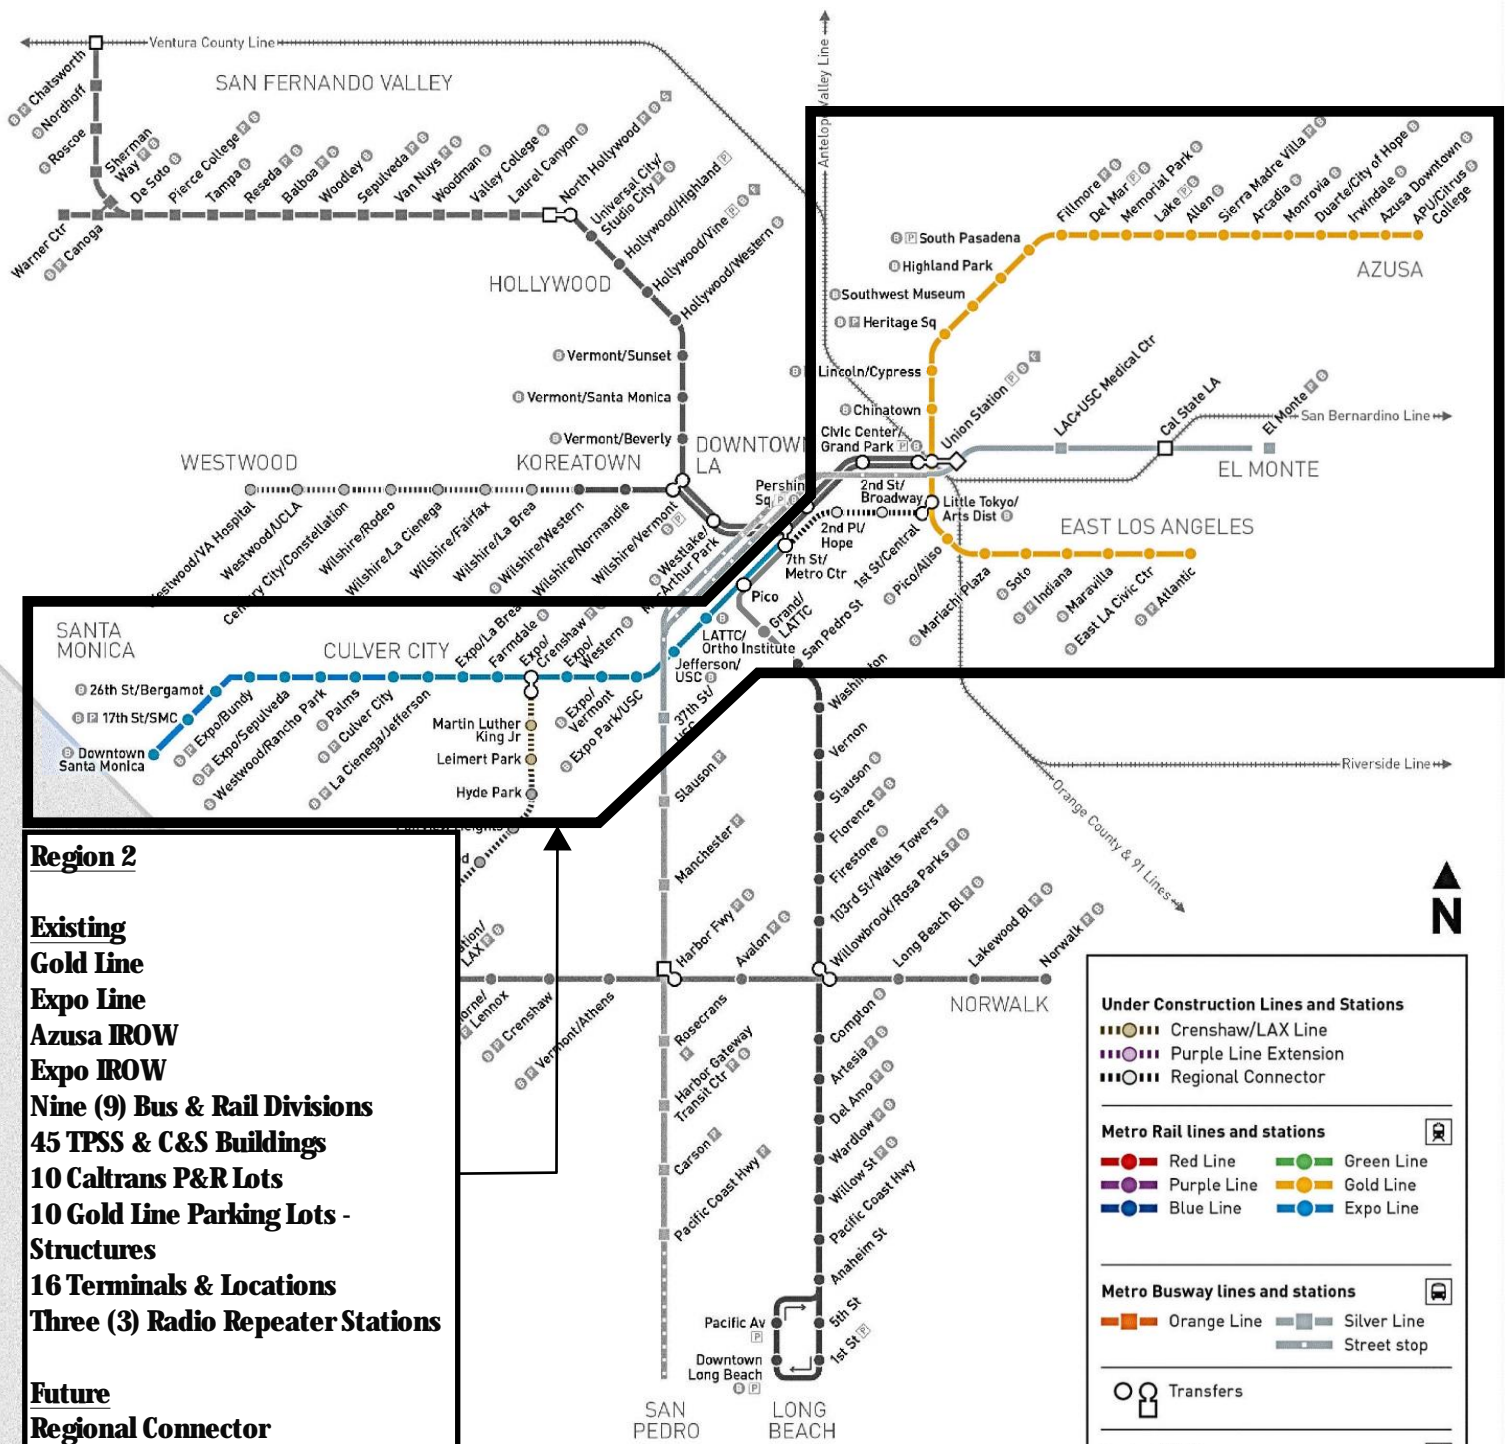 Ventura County Line
Antelope Valley Line
SAN FERNANDO VALLEY
Chatsworth
Nordhoff
Roscoe
Sherman
Way
De Soto
Pierce College
Tampa
Reseda
Balboa
Woodley
Sepulveda
Van Nuys
Woodman
Valley College
Laurel Canyon
North Hollywood
Universal City/
Studio City
Hollywood/Highland
Hollywood/Vine
Hollywood/Western
Warner Ctr
Canoga
HOLLYWOOD
Vermont/Sunset
Vermont/Santa Monica
Vermont/Beverly
Fillmore
Del Mar
Memorial Park
Lake
Allen
Sierra Madre Villa
Arcadia
Monrovia
Duarte/City of Hope
Irwindale
Azusa Downtown
APU/Citrus
College
South Pasadena
Highland Park
Southwest Museum
Heritage Sq
Lincoln/Cypress
Chinatown
AZUSA
Union Station
LAC+USC Medical Ctr
Cal State LA
El Monte
San Bernardino Line
EL MONTE
DOWNTOWN
LA
Civic Center/
Grand Park
WESTWOOD
KOREATOWN
Pershing
Sq
2nd St/
Broadway
Little Tokyo/
Arts Dist
EAST LOS ANGELES
2nd Pl/
Hope
7th St/
Metro Ctr
1st St/Central
Pico/Aliso
Mariachi Plaza
Soto
Indiana
Maravilla
East LA Civic Ctr
Atlantic
Westwood/VA Hospital
Westwood/UCLA
Century City/Constellation
Wilshire/Rodeo
Wilshire/La Cienega
Wilshire/Fairfax
Wilshire/La Brea
Wilshire/Western
Wilshire/Normandie
Wilshire/Vermont
Westlake/
MacArthur Park
Pico
Grand/
LATTC
San Pedro St
Washington
LATTC/
Ortho Institute
Jefferson/
USC
SANTA
MONICA
CULVER CITY
Expo/La Brea
Farmdale
Expo/
Crenshaw
Expo/
Western
26th St/Bergamot
17th St/SMC
Downtown
Santa Monica
Expo/Bundy
Expo/Sepulveda
Westwood/Rancho Park
Palms
Culver City
La Cienega/Jefferson
Expo/
Vermont
Expo Park/USC
37th St/
USC
Martin Luther
King Jr
Leimert Park
Hyde Park
Vernon
Slauson
Florence
Firestone
103rd St/Watts Towers
Willowbrook/Rosa Parks
Slauson
Manchester
Harbor Fwy
Avalon
Long Beach Bl
Lakewood Bl
Norwalk
NORWALK
Riverside Line
Orange County & 91 Lines
N
LAX
Lennox
Crenshaw
Vermont/Athens
Rosecrans
Harbor Gateway
Transit Ctr
Carson
Pacific Coast Hwy
Compton
Artesia
Del Amo
Wardlow
Willow St
Pacific Coast Hwy
Anaheim St
5th St
1st St
Pacific Av
Downtown
Long Beach
SAN
PEDRO
LONG
BEACH
Region 2
Existing
Gold Line
Expo Line
Azusa IROW
Expo IROW
Nine (9) Bus & Rail Divisions
45 TPSS & C&S Buildings
10 Caltrans P&R Lots
10 Gold Line Parking Lots -
Structures
16 Terminals & Locations
Three (3) Radio Repeater Stations
Future
Regional Connector
Under Construction Lines and Stations
Crenshaw/LAX Line
Purple Line Extension
Regional Connector
Metro Rail lines and stations
Red Line
Green Line
Purple Line
Gold Line
Blue Line
Expo Line
Metro Busway lines and stations
Orange Line
Silver Line
Street stop
Transfers